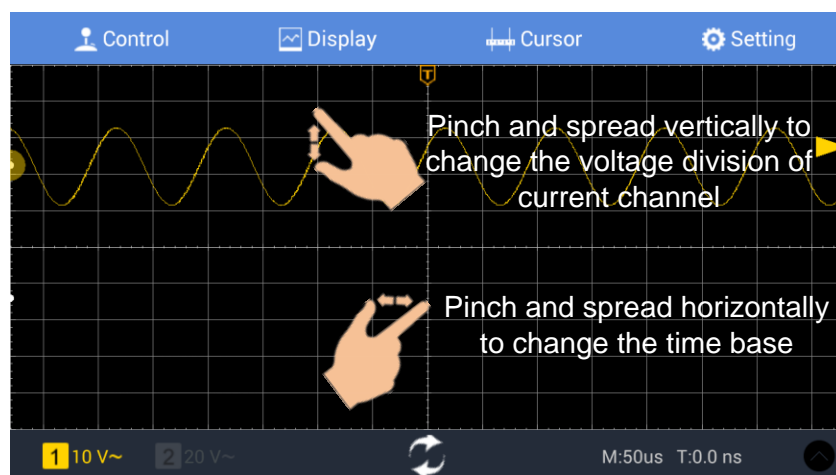 Control Display Cursor Setting
T
Pinch and spread vertically to
change the voltage division of
current channel
Pinch and spread horizontally
to change the time base
1 10 V~ 2 20 V~ M:50us T:0.0 ns